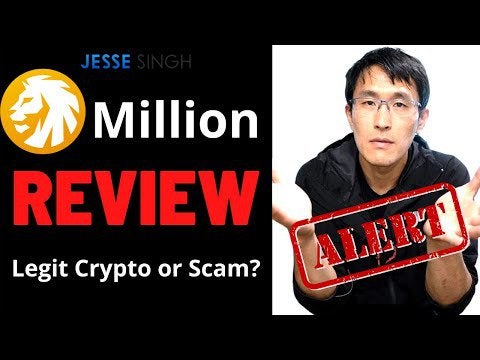 JESSE SINGH
Million
REVIEW
Legit Crypto or Scam?
ALERT